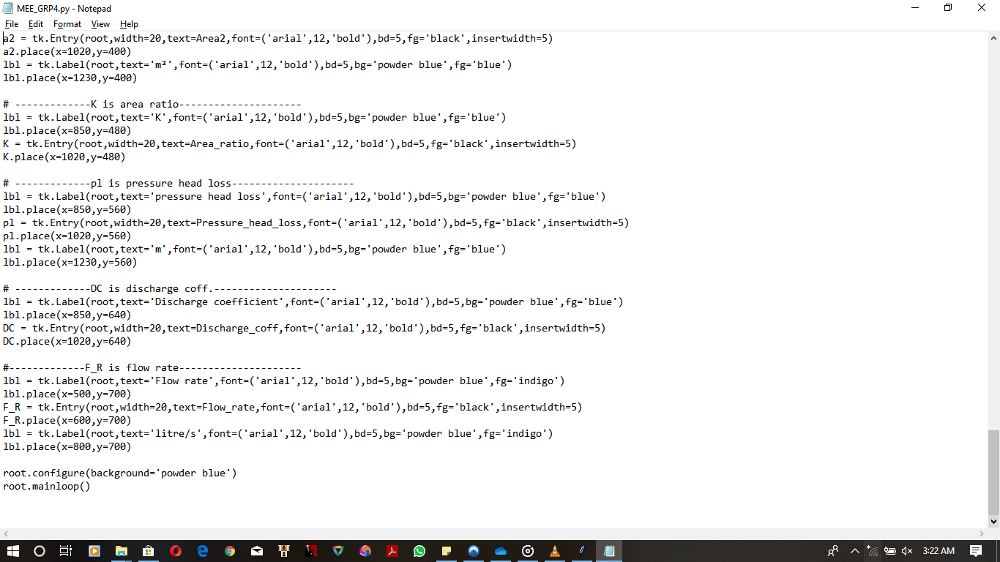 MEE_GRP4.py - Notepad
File Edit Format View Help
a2 = tk.Entry(root,width=20,text=Area2,font=('arial',12,'bold'),bd=5,fg='black',insertwidth=5)
a2.place(x=1020,y=400)
lbl = tk.Label(root,text='m²',font=('arial',12,'bold'),bd=5,bg='powder blue',fg='blue')
lbl.place(x=1230,y=400)
# -------------K is area ratio---------------------
lbl = tk.Label(root,text='K',font=('arial',12,'bold'),bd=5,bg='powder blue',fg='blue')
lbl.place(x=850,y=480)
K = tk.Entry(root,width=20,text=Area_ratio,font=('arial',12,'bold'),bd=5,fg='black',insertwidth=5)
K.place(x=1020,y=480)
# -------------pl is pressure head loss---------------------
lbl = tk.Label(root,text='pressure head loss',font=('arial',12,'bold'),bd=5,bg='powder blue',fg='blue')
lbl.place(x=850,y=560)
pl = tk.Entry(root,width=20,text=Pressure_head_loss,font=('arial',12,'bold'),bd=5,fg='black',insertwidth=5)
pl.place(x=1020,y=560)
lbl = tk.Label(root,text='m',font=('arial',12,'bold'),bd=5,bg='powder blue',fg='blue')
lbl.place(x=1230,y=560)
# -------------DC is discharge coff.---------------------
lbl = tk.Label(root,text='Discharge coefficient',font=('arial',12,'bold'),bd=5,bg='powder blue',fg='blue')
lbl.place(x=850,y=640)
DC = tk.Entry(root,width=20,text=Discharge_coff,font=('arial',12,'bold'),bd=5,fg='black',insertwidth=5)
DC.place(x=1020,y=640)
#-------------F_R is flow rate---------------------
lbl = tk.Label(root,text='Flow rate',font=('arial',12,'bold'),bd=5,bg='powder blue',fg='indigo')
lbl.place(x=500,y=700)
F_R = tk.Entry(root,width=20,text=Flow_rate,font=('arial',12,'bold'),bd=5,fg='black',insertwidth=5)
F_R.place(x=600,y=700)
lbl = tk.Label(root,text='litre/s',font=('arial',12,'bold'),bd=5,bg='powder blue',fg='indigo')
lbl.place(x=800,y=700)
root.configure(background='powder blue')
root.mainloop()
3:22 AM